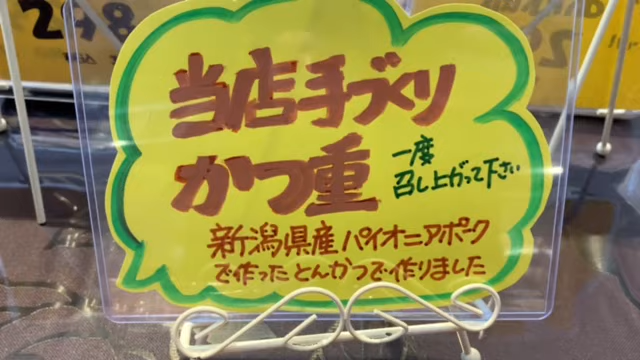 298
当店手づくり
かつ重
一度
召し上がって下さい
新潟県産パイオニアポーク
で作ったとんかつで作りました